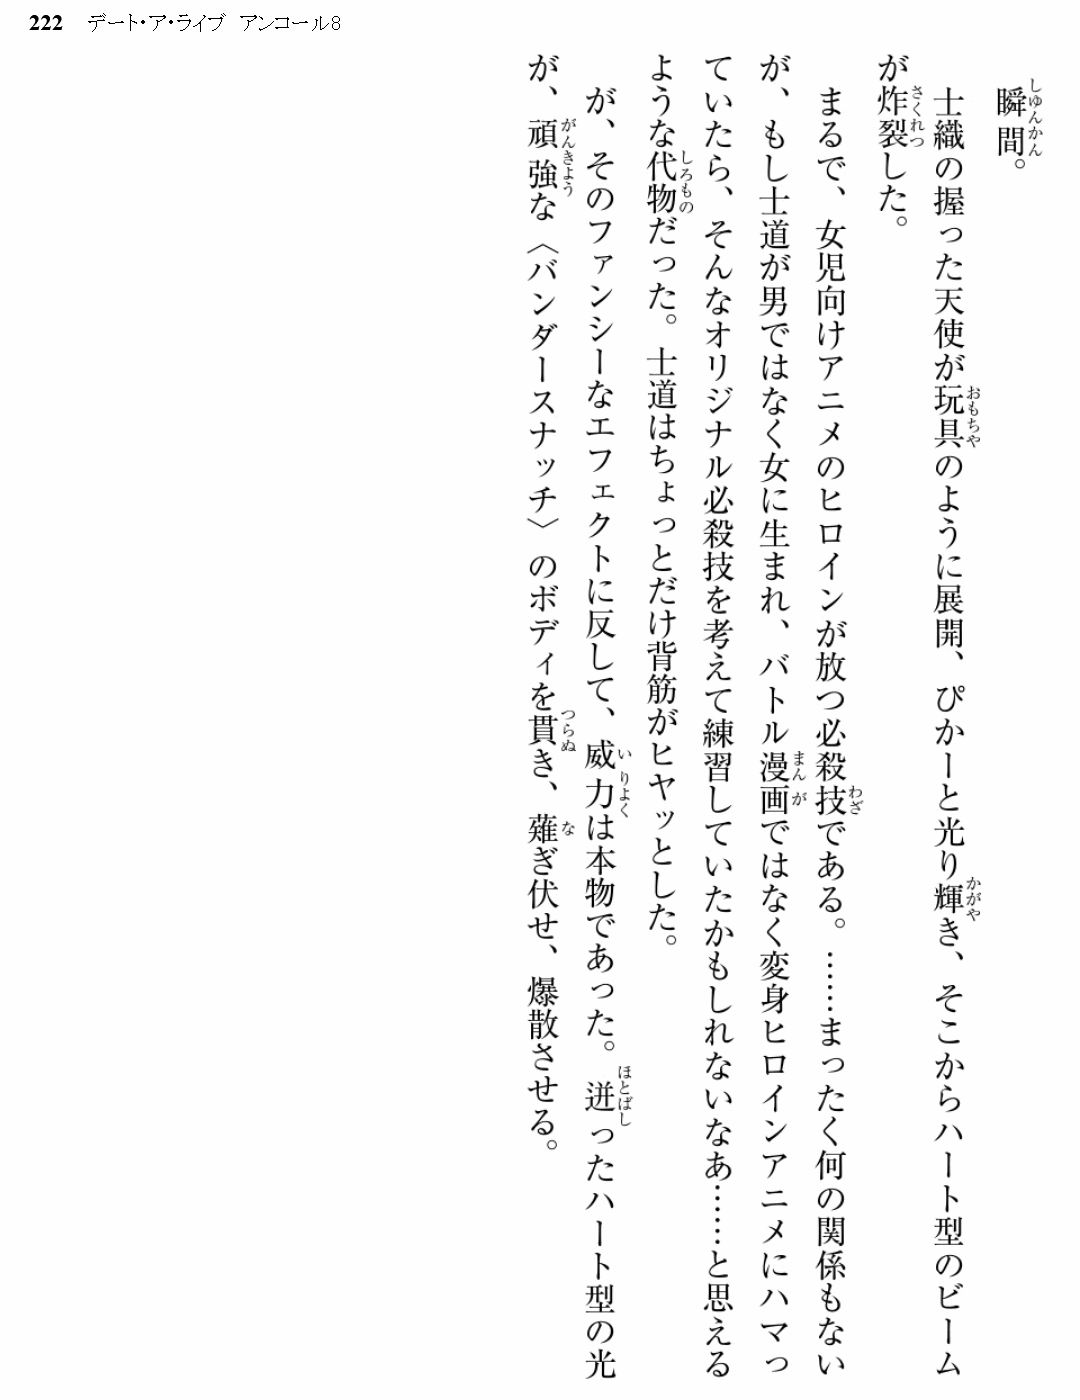 222 デート・ア・ライブ アンコール8
瞬間。
士織の握った天使が玩具のように展開、ぴかーと光り輝き、そこからハート型のビーム
が炸裂した。
まるで、女児向けアニメのヒロインが放つ必殺技である。……まったく何の関係もない
が、もし士道が男ではなく女に生まれ、バトル漫画ではなく変身ヒロインアニメにハマっ
ていたら、そんなオリジナル必殺技を考えて練習していたかもしれないなあ……と思える
ような代物だった。士道はちょっとだけ背筋がヒヤッとした。
が、そのファンシーなエフェクトに反して、威力は本物であった。迸ったハート型の光
が、頑強な〈バンダースナッチ〉のボディを貫き、薙ぎ伏せ、爆散させる。